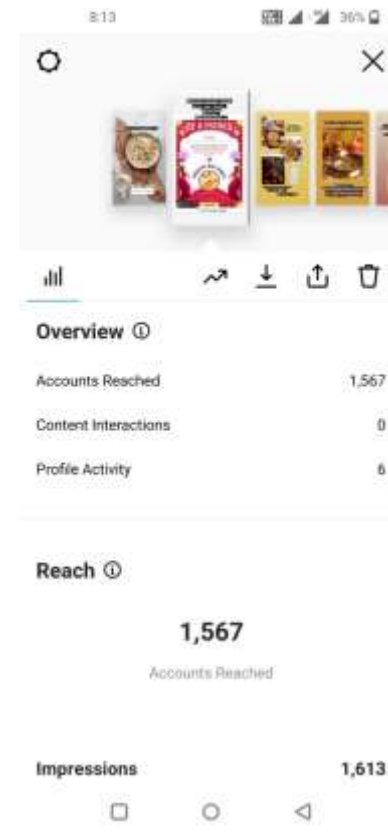 8:13
36%
Overview
Accounts Reached 1,567
Content Interactions 0
Profile Activity 6
Reach
1,567
Accounts Reached
Impressions 1,613